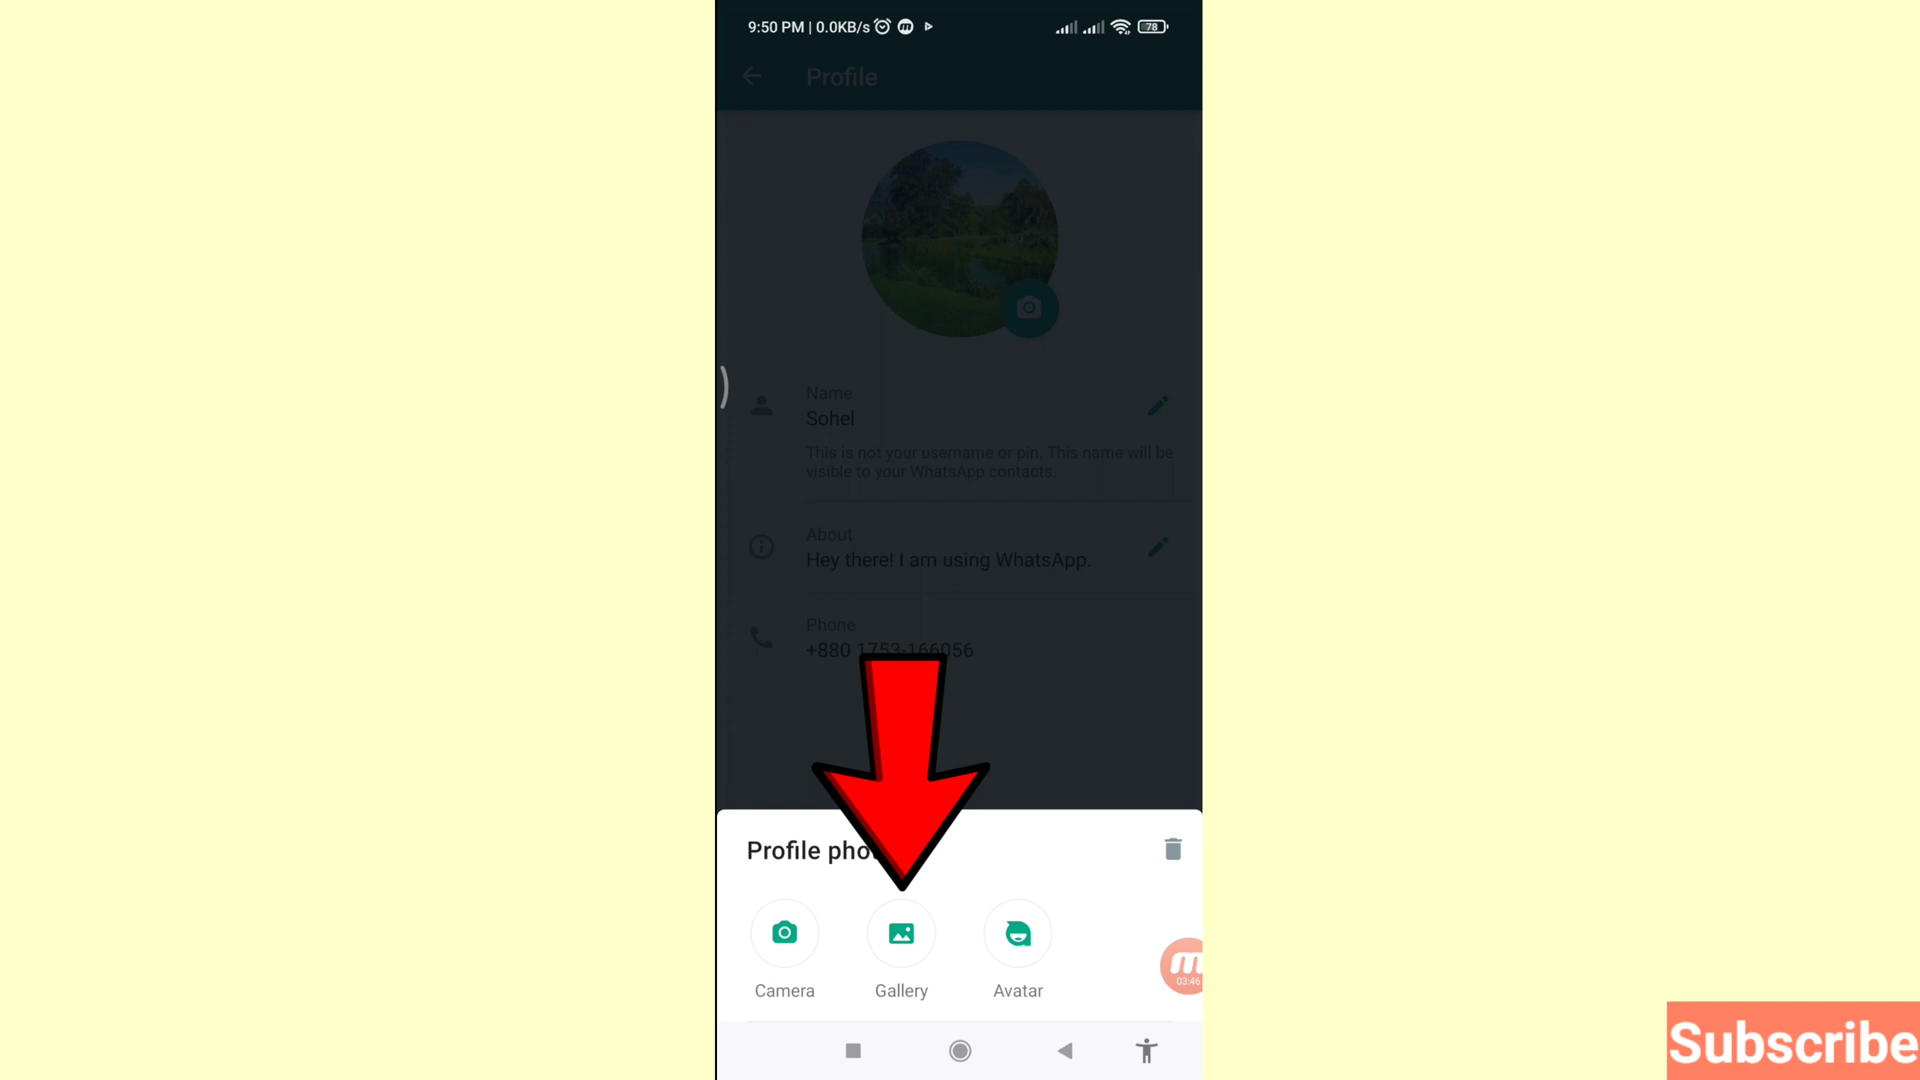 9:50 PM | 0.0KB/s
78
Profile
Name
Sohel
This is not your username or pin. This name will be
visible to your WhatsApp contacts.
About
Hey there! I am using WhatsApp.
Phone
+880 1753-166056
Profile
Camera
Gallery
Avatar
03:46
Subscribe